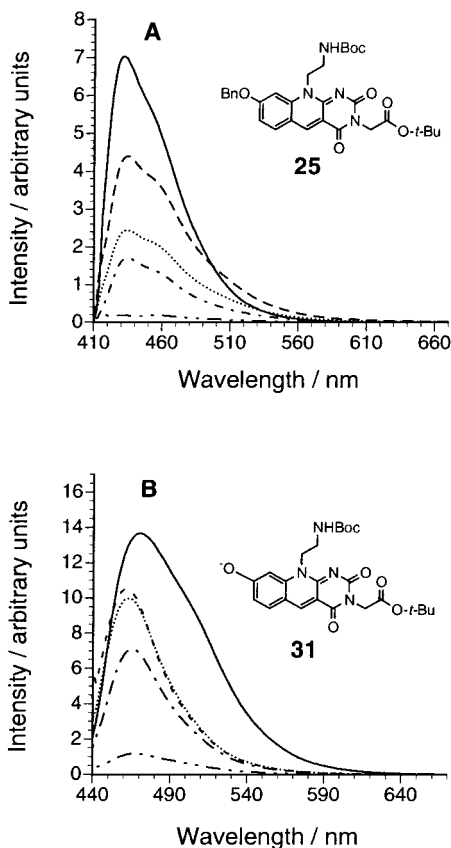 A
Intensity / arbitrary units
8
7
6
5
4
3
2
1
0
410 460 510 560 610 660
Wavelength / nm
NHBoc
BnO N N O
N
O
O
O-t-Bu
25
B
Intensity / arbitrary units
16
14
12
10
8
6
4
2
0
440 490 540 590 640
Wavelength / nm
NHBoc
-O N N O
N
O
O
O-t-Bu
31